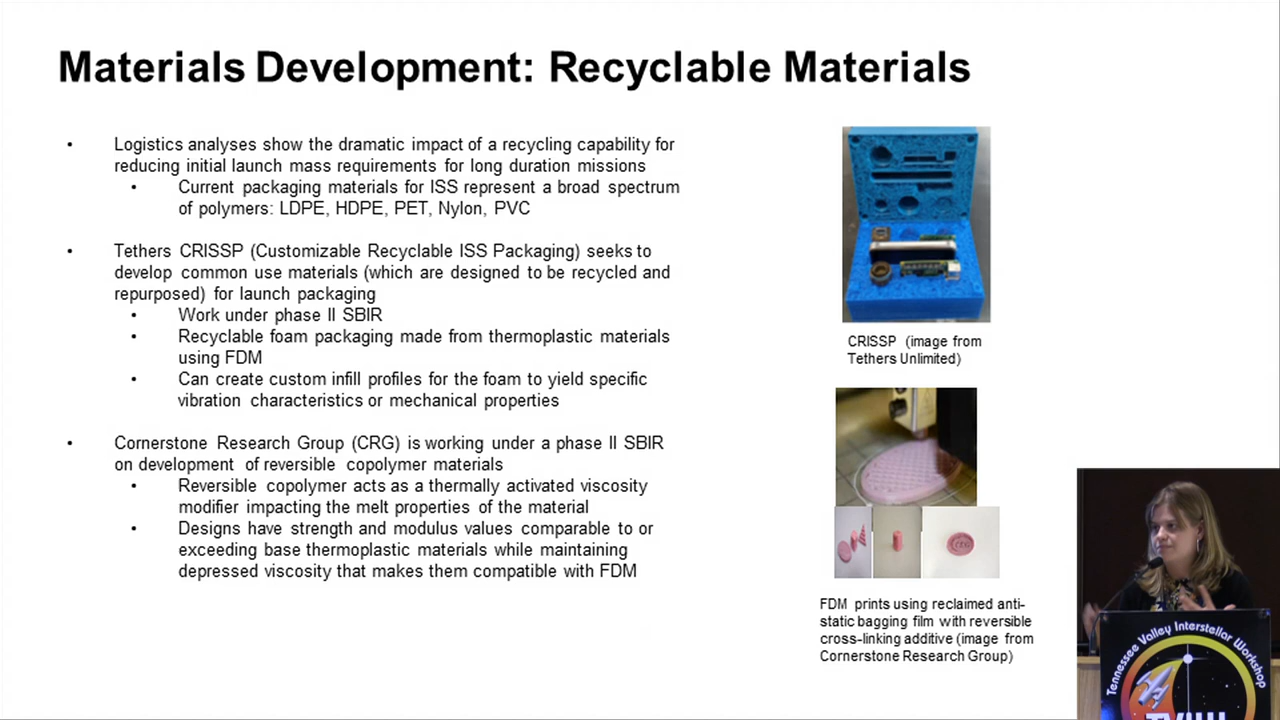 Materials Development: Recyclable Materials
• Logistics analyses show the dramatic impact of a recycling capability for
reducing initial launch mass requirements for long duration missions
• Current packaging materials for ISS represent a broad spectrum
of polymers: LDPE, HDPE, PET, Nylon, PVC
• Tethers CRISSP (Customizable Recyclable ISS Packaging) seeks to
develop common use materials (which are designed to be recycled and
repurposed) for launch packaging
• Work under phase II SBIR
• Recyclable foam packaging made from thermoplastic materials
using FDM
• Can create custom infill profiles for the foam to yield specific
vibration characteristics or mechanical properties
• Cornerstone Research Group (CRG) is working under a phase II SBIR
on development of reversible copolymer materials
• Reversible copolymer acts as a thermally activated viscosity
modifier impacting the melt properties of the material
• Designs have strength and modulus values comparable to or
exceeding base thermoplastic materials while maintaining
depressed viscosity that makes them compatible with FDM
CRISSP (image from
Tethers Unlimited)
CRG
FDM prints using reclaimed anti-
static bagging film with reversible
cross-linking additive (image from
Cornerstone Research Group)
Tennessee Valley Interstellar Workshop